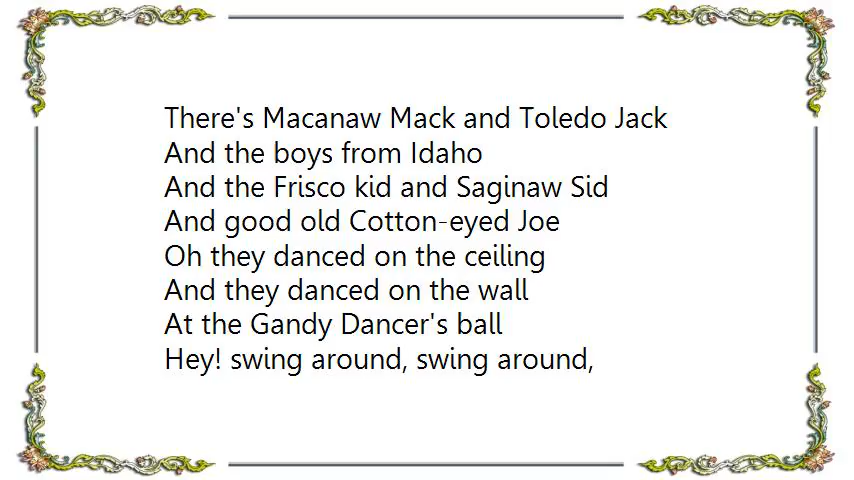 There's Macanaw Mack and Toledo Jack
And the boys from Idaho
And the Frisco kid and Saginaw Sid
And good old Cotton-eyed Joe
Oh they danced on the ceiling
And they danced on the wall
At the Gandy Dancer's ball
Hey! swing around, swing around,